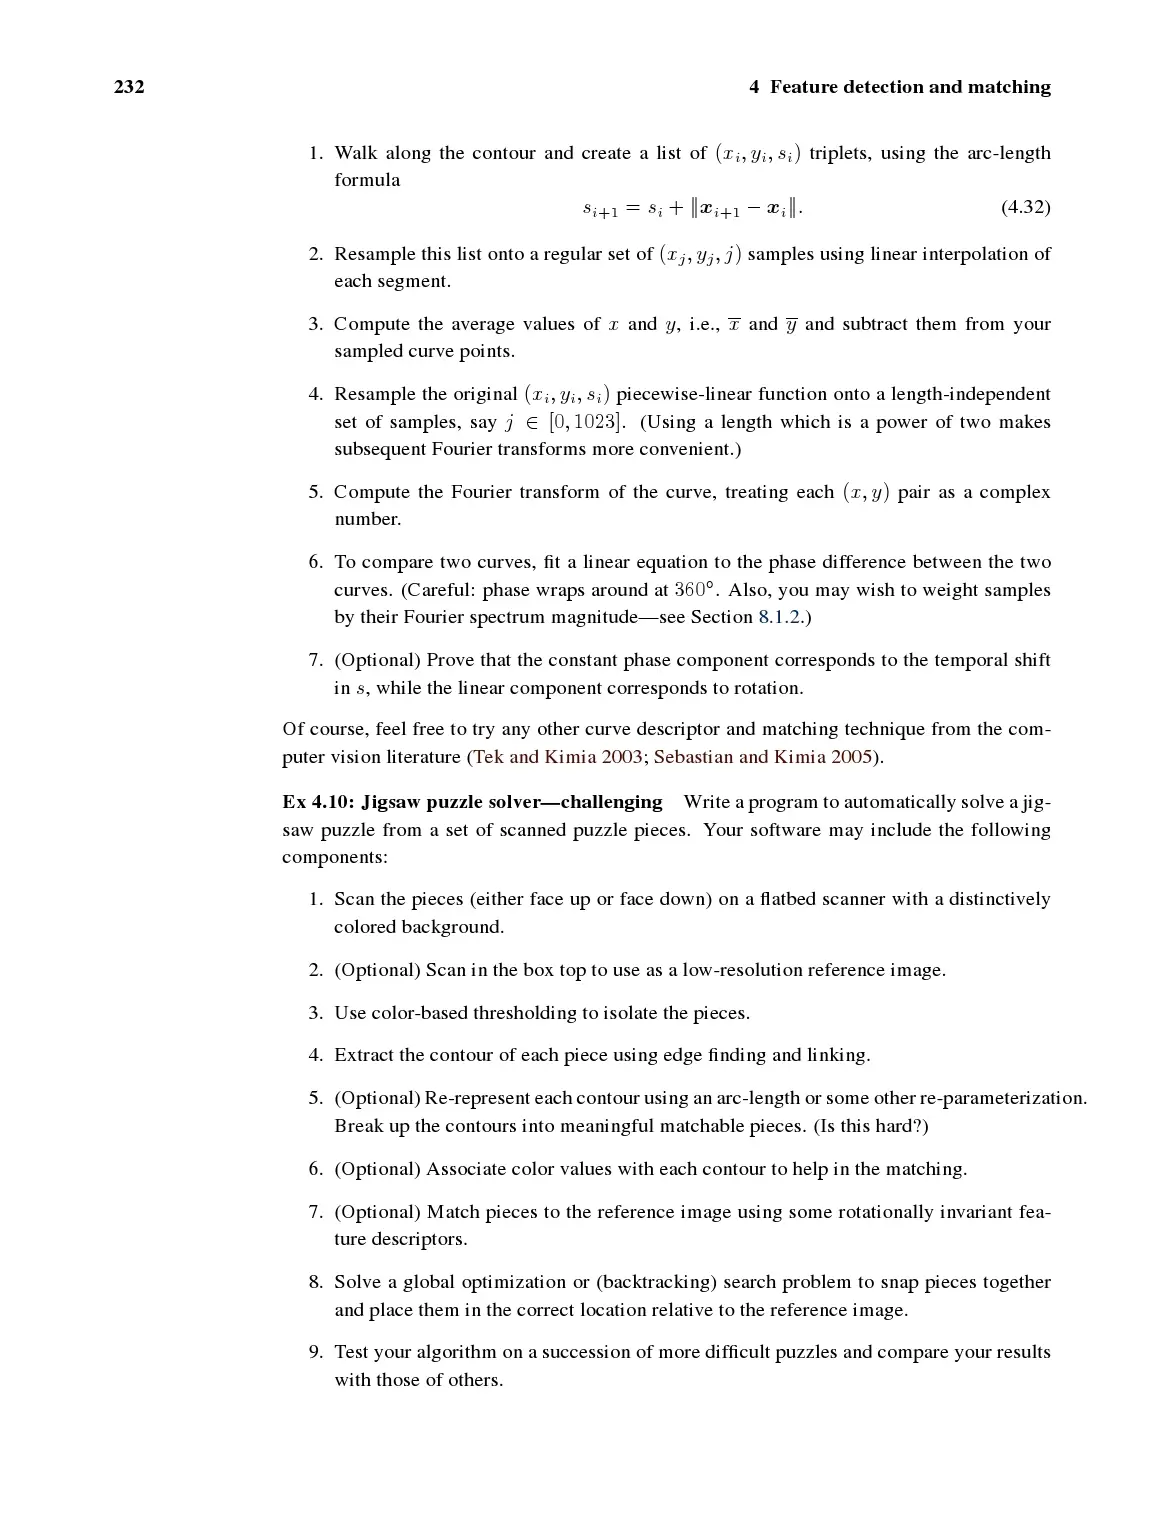 232
4 Feature detection and matching
1. Walk along the contour and create a list of (x_i, y_i, s_i) triplets, using the arc-length
formula
s_{i+1} = s_i + ‖x_{i+1} − x_i‖. (4.32)
2. Resample this list onto a regular set of (x_j, y_j, j) samples using linear interpolation of
each segment.
3. Compute the average values of x and y, i.e., x̅ and y̅ and subtract them from your
sampled curve points.
4. Resample the original (x_i, y_i, s_i) piecewise-linear function onto a length-independent
set of samples, say j ∈ [0, 1023]. (Using a length which is a power of two makes
subsequent Fourier transforms more convenient.)
5. Compute the Fourier transform of the curve, treating each (x, y) pair as a complex
number.
6. To compare two curves, fit a linear equation to the phase difference between the two
curves. (Careful: phase wraps around at 360°. Also, you may wish to weight samples
by their Fourier spectrum magnitude—see Section 8.1.2.)
7. (Optional) Prove that the constant phase component corresponds to the temporal shift
in s, while the linear component corresponds to rotation.
Of course, feel free to try any other curve descriptor and matching technique from the com-
puter vision literature (Tek and Kimia 2003; Sebastian and Kimia 2005).
Ex 4.10: Jigsaw puzzle solver—challenging Write a program to automatically solve a jig-
saw puzzle from a set of scanned puzzle pieces. Your software may include the following
components:
1. Scan the pieces (either face up or face down) on a flatbed scanner with a distinctively
colored background.
2. (Optional) Scan in the box top to use as a low-resolution reference image.
3. Use color-based thresholding to isolate the pieces.
4. Extract the contour of each piece using edge finding and linking.
5. (Optional) Re-represent each contour using an arc-length or some other re-parameterization.
Break up the contours into meaningful matchable pieces. (Is this hard?)
6. (Optional) Associate color values with each contour to help in the matching.
7. (Optional) Match pieces to the reference image using some rotationally invariant fea-
ture descriptors.
8. Solve a global optimization or (backtracking) search problem to snap pieces together
and place them in the correct location relative to the reference image.
9. Test your algorithm on a succession of more difficult puzzles and compare your results
with those of others.